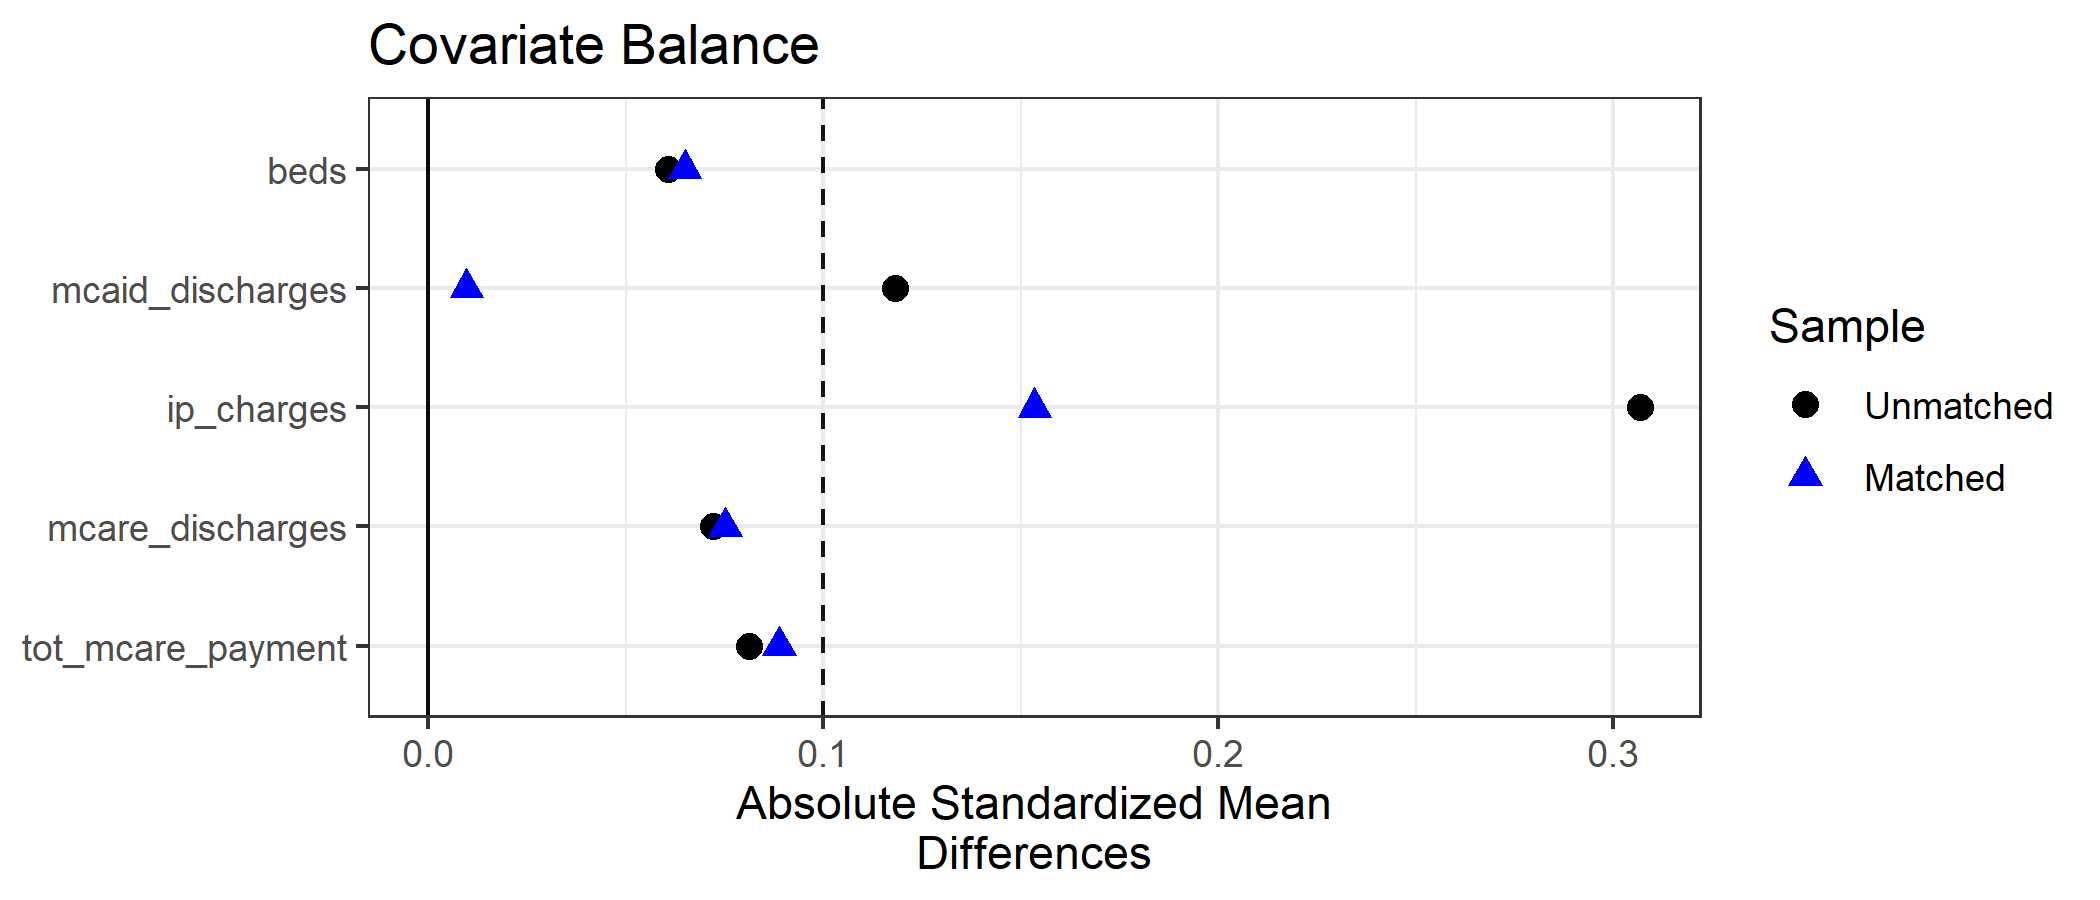 Covariate Balance
beds
mcaid_discharges
ip_charges
mcare_discharges
tot_mcare_payment
0.0 0.1 0.2 0.3
Absolute Standardized Mean
Differences
Sample
Unmatched
Matched